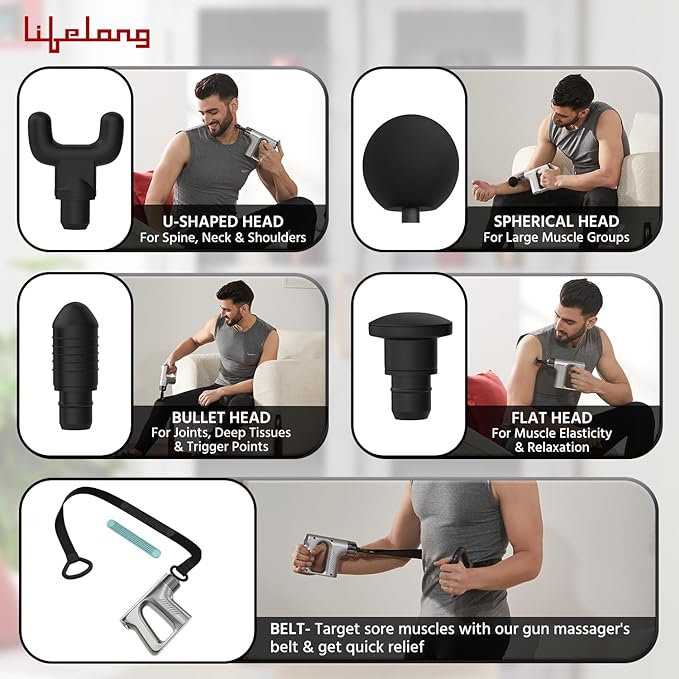 Lifelong
U-SHAPED HEAD
For Spine, Neck & Shoulders
SPHERICAL HEAD
For Large Muscle Groups
BULLET HEAD
For Joints, Deep Tissues
& Trigger Points
FLAT HEAD
For Muscle Elasticity
& Relaxation
BELT- Target sore muscles with our gun massager's
belt & get quick relief